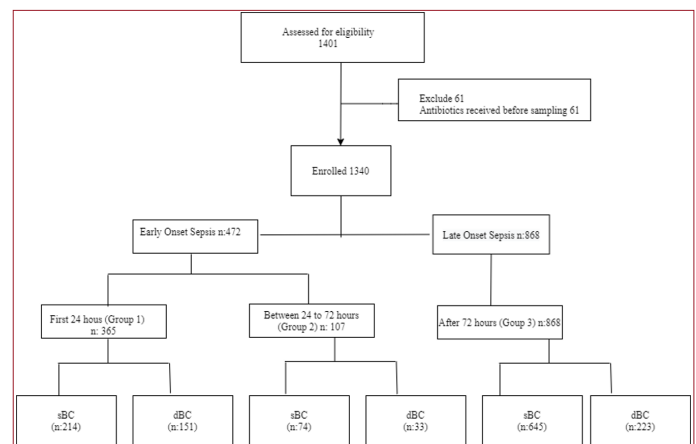 Assessed for eligibility
1401
Exclude 61
Antibiotics received before sampling 61
Enrolled 1340
Early Onset Sepsis n:472
Late Onset Sepsis n:868
First 24 hous (Group 1)
n: 365
Between 24 to 72 hours
(Group 2) n: 107
After 72 hours (Goup 3) n:868
sBC
(n:214)
dBC
(n:151)
sBC
(n:74)
dBC
(n:33)
sBC
(n:645)
dBC
(n:223)